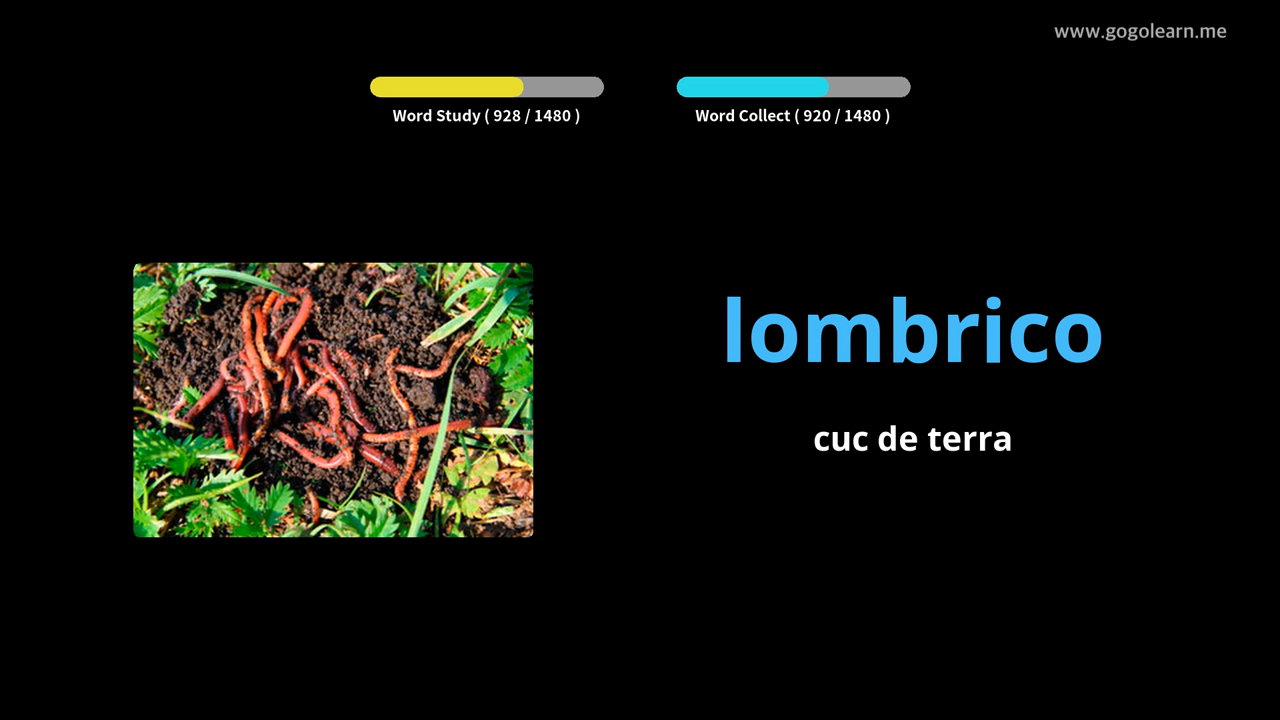 www.gogolearn.me
Word Study ( 928 / 1480 )
Word Collect ( 920 / 1480 )
lombrico
cuc de terra